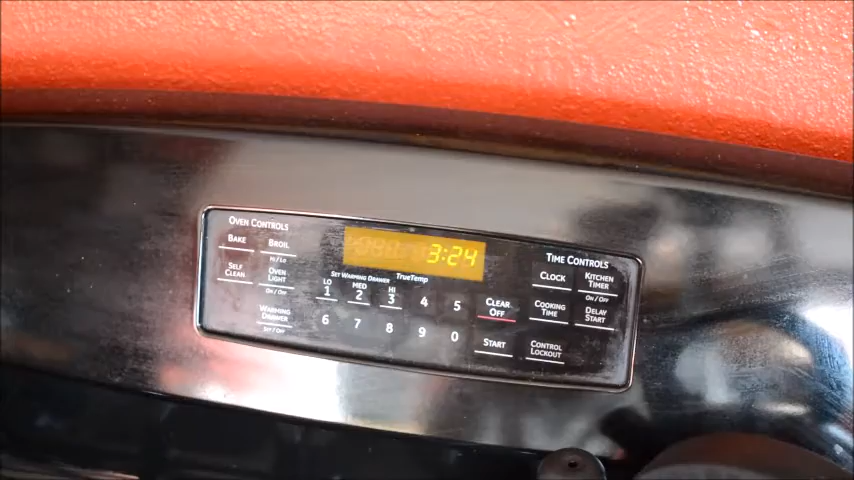 OVEN CONTROLS
BAKE
BROIL
HI / LO
SELF
CLEAN
OVEN
LIGHT
ON / OFF
WARMING
DRAWER
SET / OFF
3:24
SET WARMING DRAWER
TrueTemp
LO MED HI
1 2 3 4 5
6 7 8 9 0
CLEAR
OFF
START
TIME CONTROLS
CLOCK
KITCHEN
TIMER
ON / OFF
COOKING
TIME
DELAY
START
CONTROL
LOCKOUT